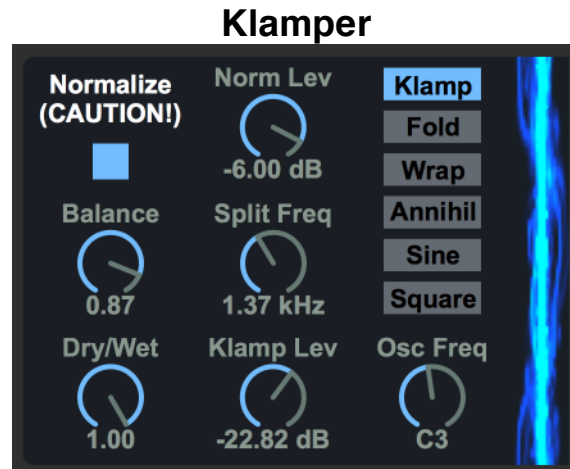 Klamper
Normalize
(CAUTION!)
Norm Lev
-6.00 dB
Klamp
Fold
Wrap
Annihil
Sine
Square
Balance
0.87
Split Freq
1.37 kHz
Dry/Wet
1.00
Klamp Lev
-22.82 dB
Osc Freq
C3